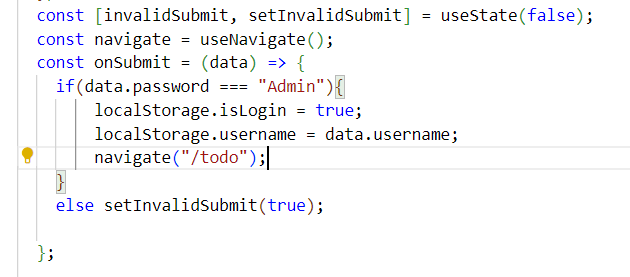 const [invalidSubmit, setInvalidSubmit] = useState(false);
const navigate = useNavigate();
const onSubmit = (data) => {
if(data.password === "Admin"){
localStorage.isLogin = true;
localStorage.username = data.username;
navigate("/todo");
}
else setInvalidSubmit(true);
};